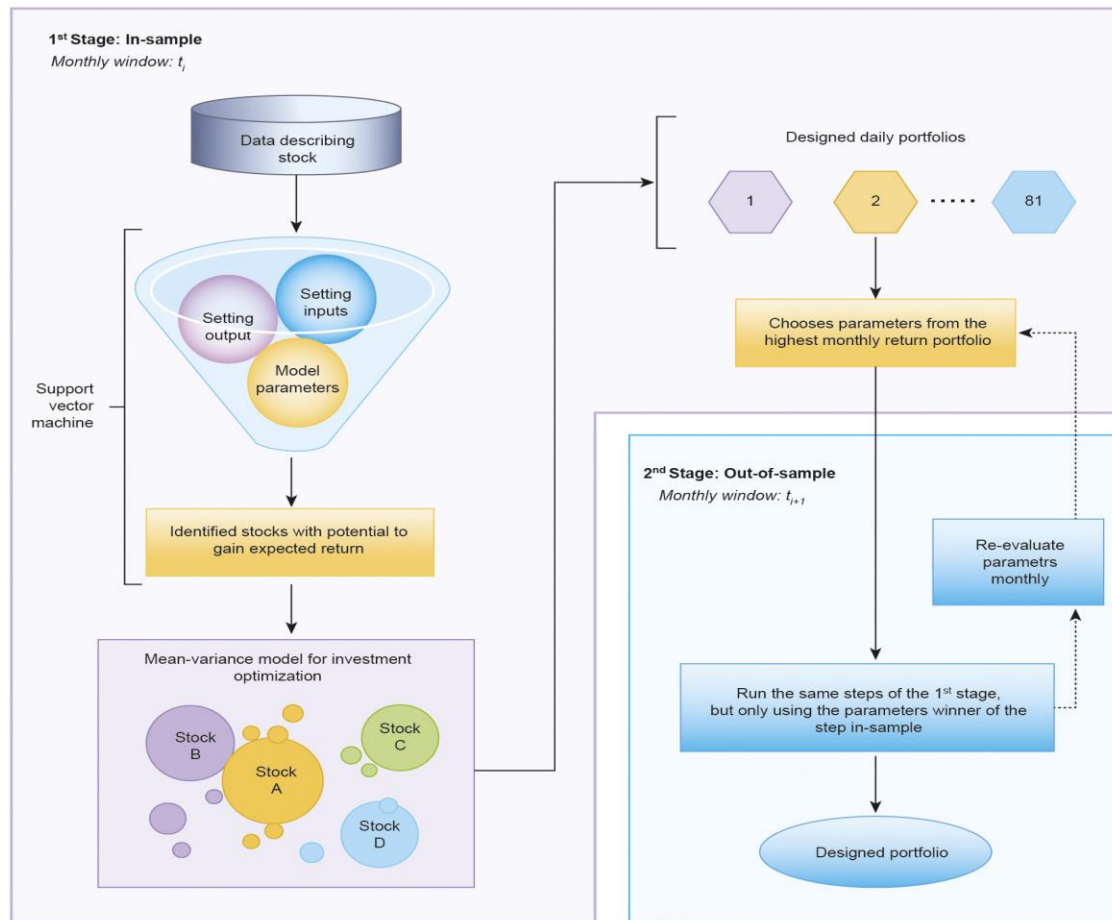 1st Stage: In-sample
Monthly window: ti
Data describing
stock
Setting
output
Setting
inputs
Model
parameters
Support
vector
machine
Identified stocks with potential to
gain expected return
Mean-variance model for investment
optimization
Stock
B
Stock
A
Stock
C
Stock
D
Designed daily portfolios
1
2
81
Chooses parameters from the
highest monthly return portfolio
2nd Stage: Out-of-sample
Monthly window: ti+1
Re-evaluate
parametrs
monthly
Run the same steps of the 1st stage,
but only using the parameters winner of the
step in-sample
Designed portfolio